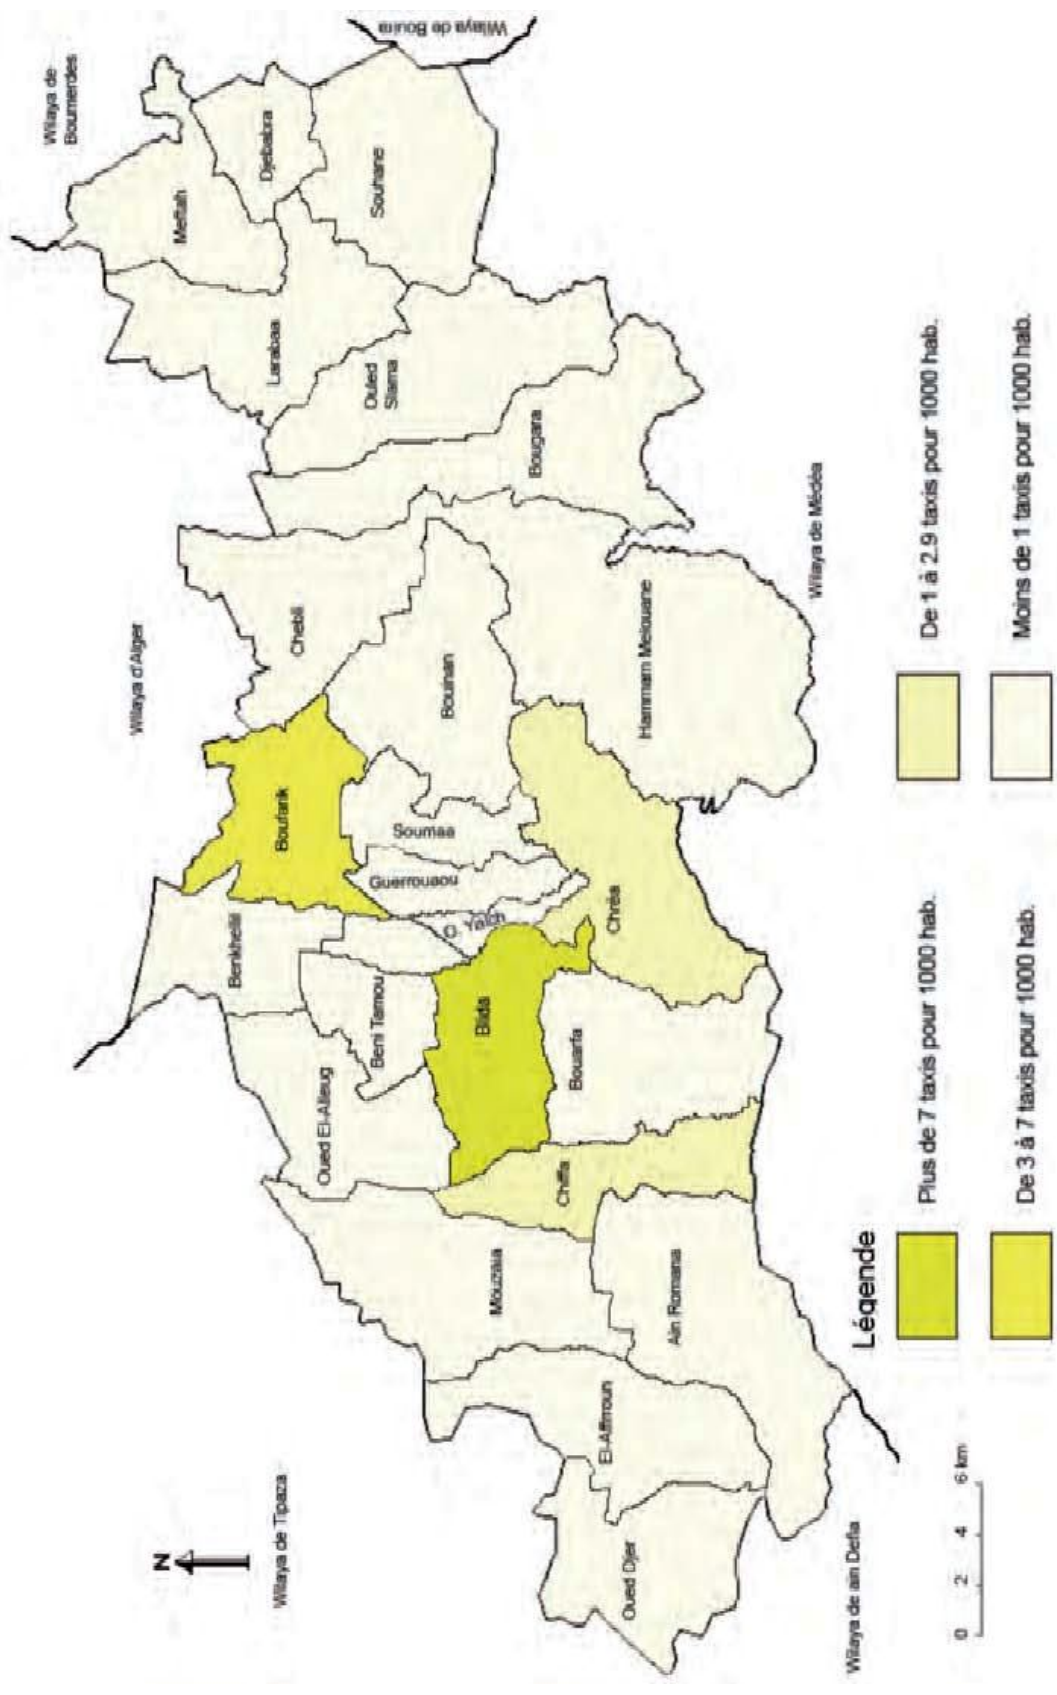 N
Wilaya de Tipaza
Wilaya d'Alger
Wilaya de
Boumerdes
Wilaya de Bouira
Meftah
Djebabra
Souhane
Larabaa
Ouled
Slama
Bougara
Chebli
Bouinan
Hammam Melouane
Boufarik
Soumaa
Guerrouaou
O. Yaich
Benkhelil
Beni Tamou
Oued El-Alleug
Blida
Chréa
Bouarfa
Chiffa
Mouzaia
Ain Romana
El-Affroun
Oued Djer
Wilaya de Médéa
Wilaya de ain Defla
0 2 4 6 km
Légende
Plus de 7 taxis pour 1000 hab.
De 1 à 2.9 taxis pour 1000 hab.
De 3 à 7 taxis pour 1000 hab.
Moins de 1 taxis pour 1000 hab.